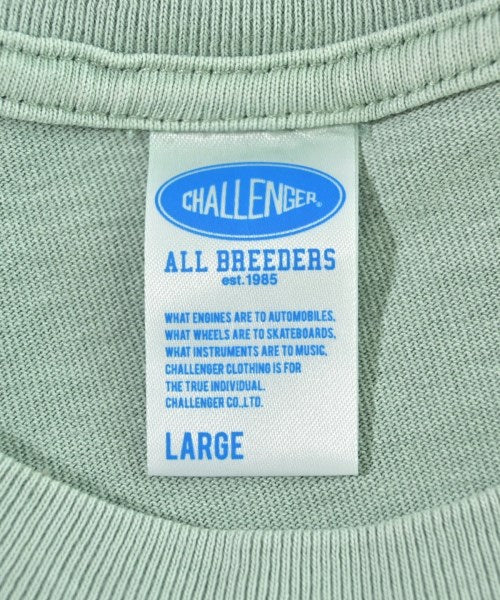 CHALLENGER®
ALL BREEDERS
est.1985
WHAT ENGINES ARE TO AUTOMOBILES,
WHAT WHEELS ARE TO SKATEBOARDS,
WHAT INSTRUMENTS ARE TO MUSIC,
CHALLENGER CLOTHING IS FOR
THE TRUE INDIVIDUAL.
CHALLENGER CO.,LTD.
LARGE